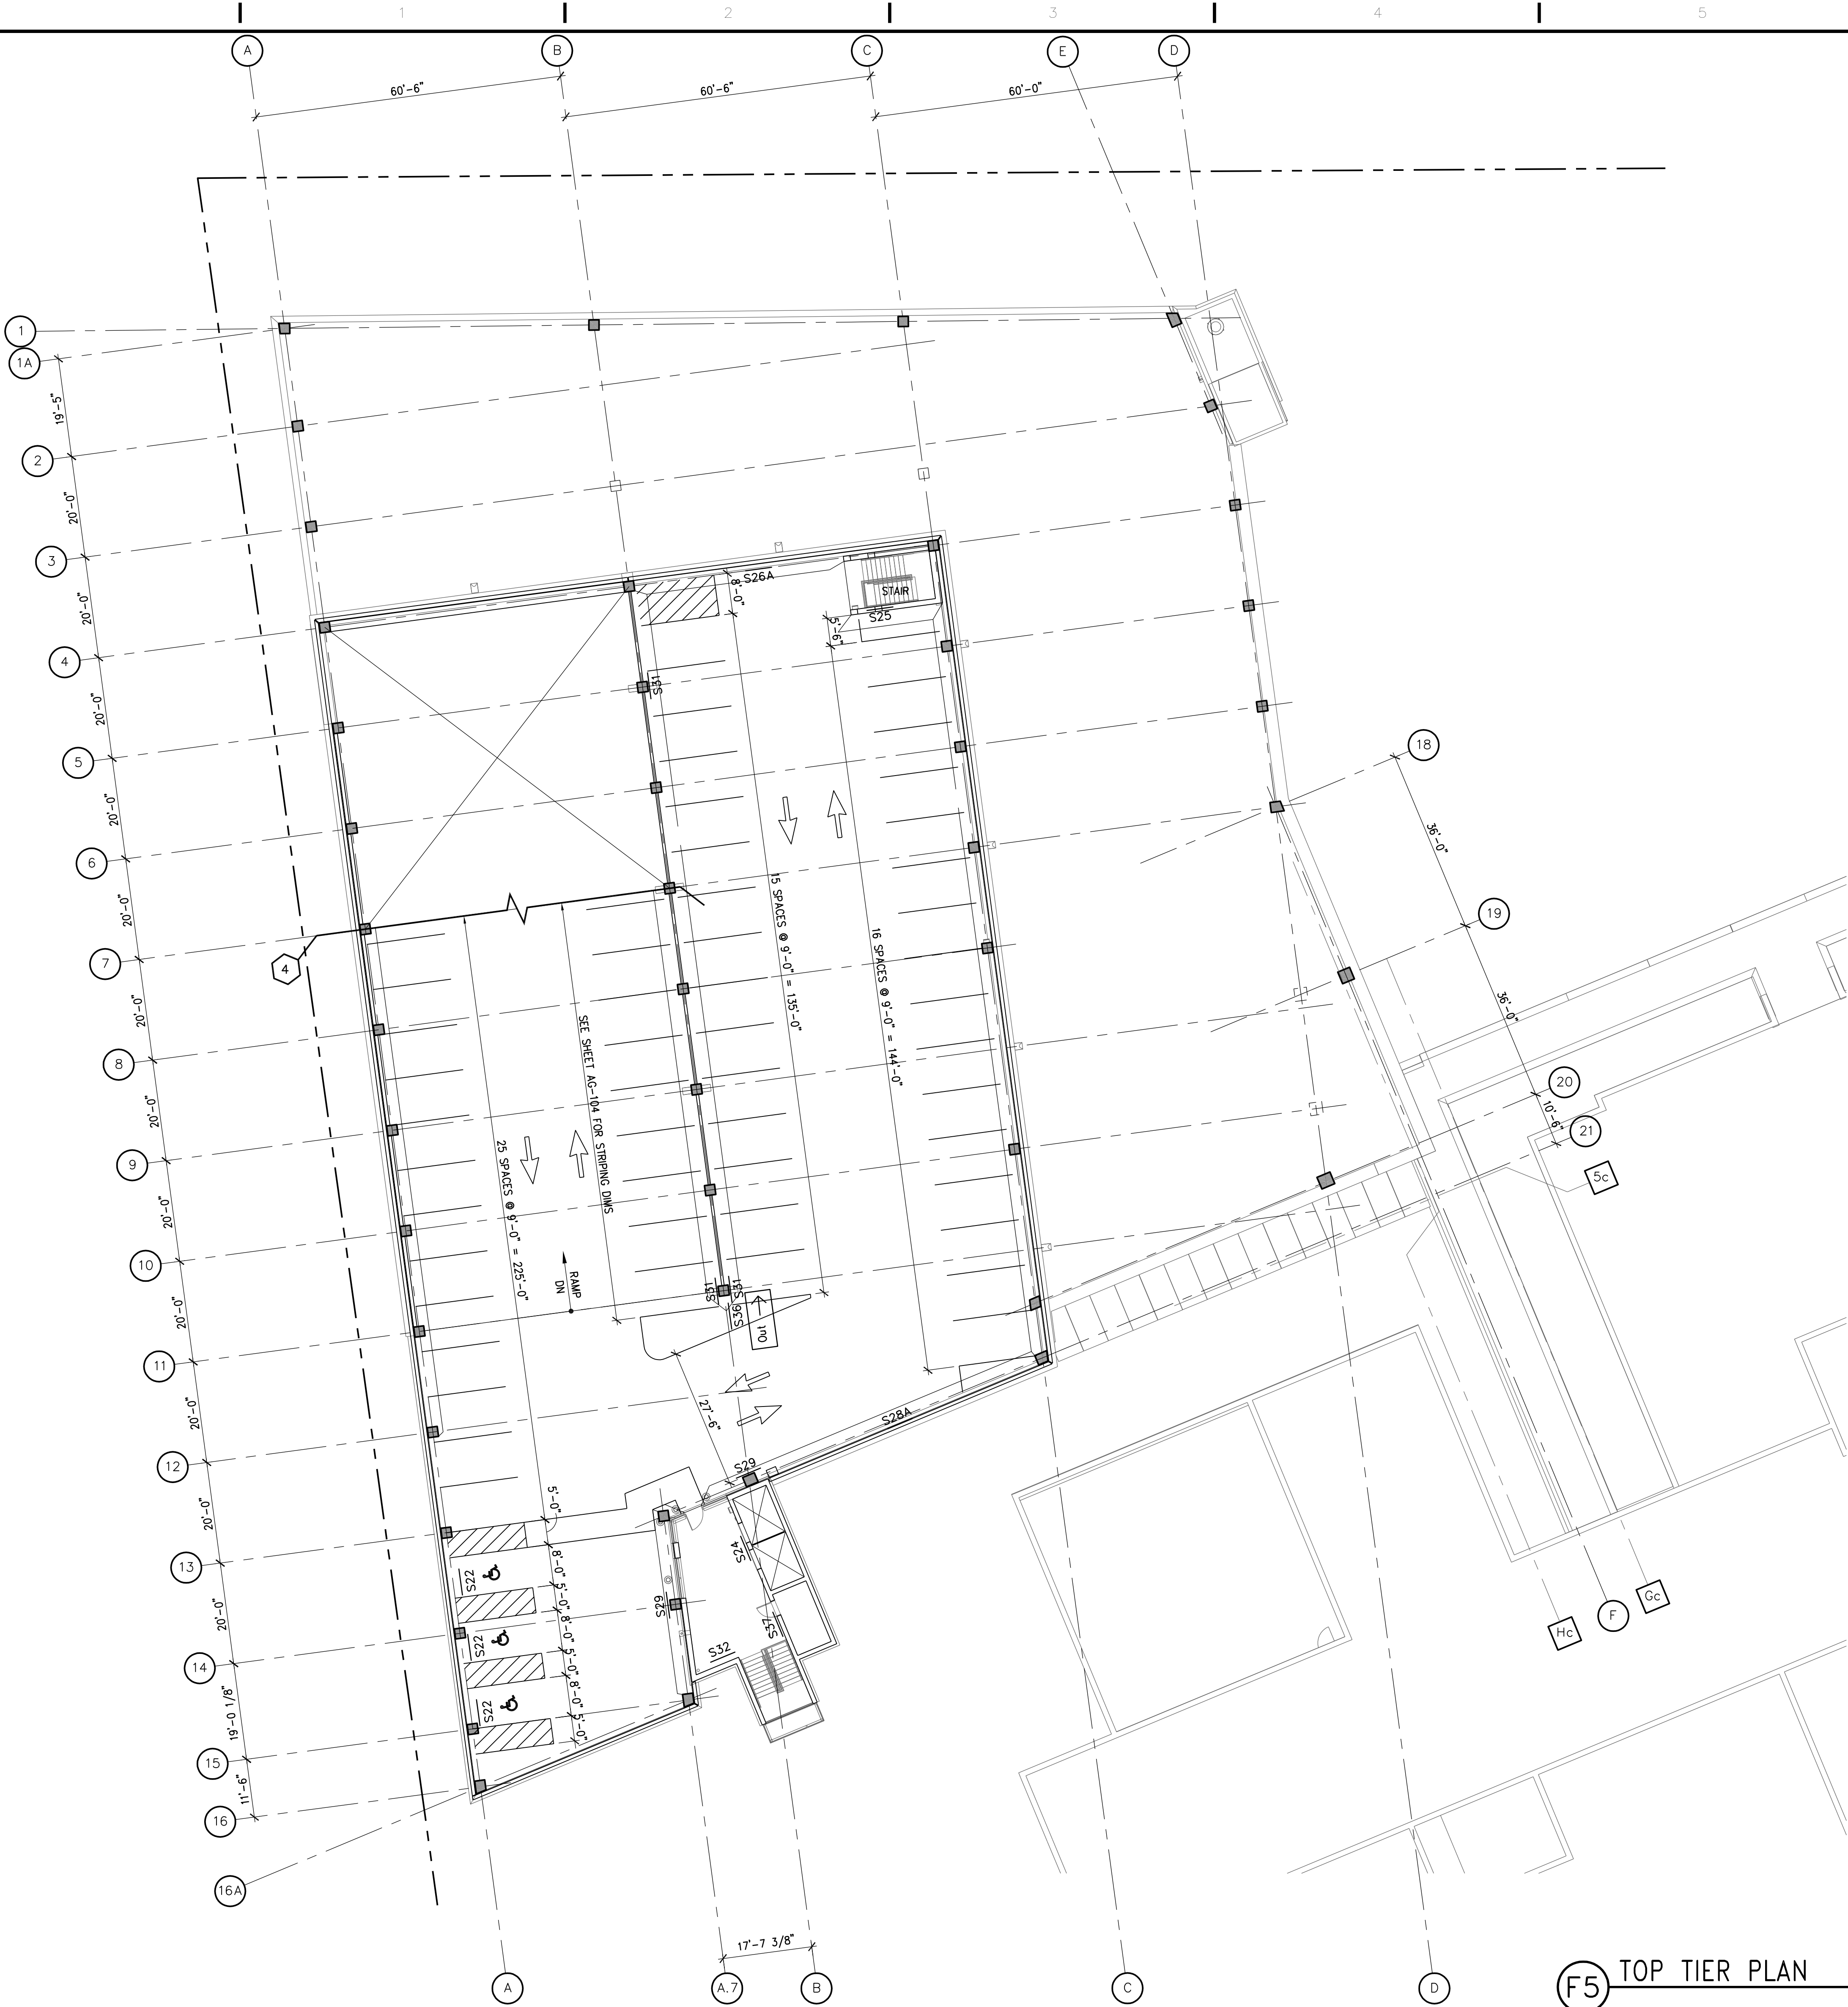 1 2 3 4 5
A B C E D
60'-6" 60'-6" 60'-0"
1
1A
19'-5"
2
20'-0"
3
20'-0"
4
20'-0"
5
20'-0"
6
20'-0"
7
20'-0"
8
20'-0"
9
20'-0"
10
20'-0"
11
20'-0"
12
20'-0"
13
20'-0"
14
19'-0 1/8"
15
11'-6"
16
16A
S26A
8'-0"
STAIR
S25
5'-6"
S31
18
36'-0"
19
36'-0"
20
10'-6"
21
5c
4
15 SPACES @ 9'-0" = 135'-0"
16 SPACES @ 9'-0" = 144'-0"
SEE SHEET AG-104 FOR STRIPING DIMS
25 SPACES @ 9'-0" = 225'-0"
RAMP
DN
S31
S31
S36
OUT
27'-6"
S28A
S29
5'-0"
S24
8'-0"
S22
5'-0"
8'-0"
S29
S37
S22
S32
5'-0"
8'-0"
S22
5'-0"
Hc
F
Gc
17'-7 3/8"
A A.7 B C D
F5 TOP TIER PLAN